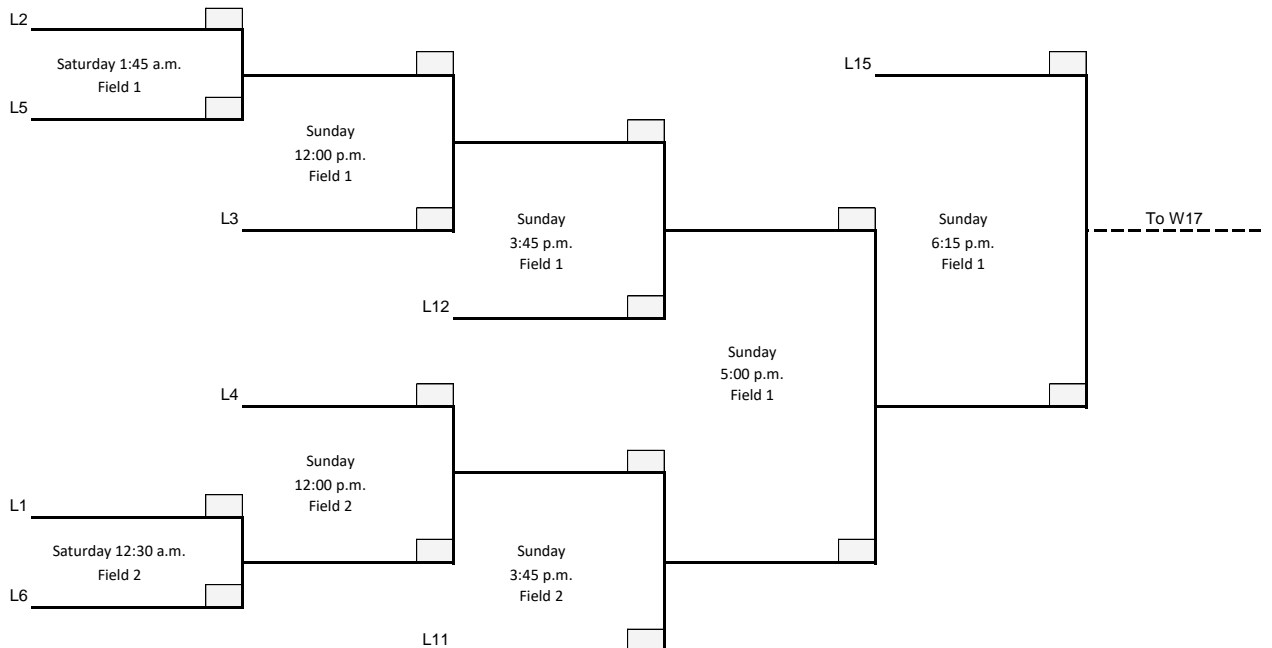 L2
Saturday 1:45 a.m.
Field 1
L5
L15
Sunday
12:00 p.m.
Field 1
L3
Sunday
3:45 p.m.
Field 1
Sunday
6:15 p.m.
Field 1
To W17
L12
Sunday
5:00 p.m.
Field 1
L4
Sunday
12:00 p.m.
Field 2
L1
Saturday 12:30 a.m.
Field 2
L6
Sunday
3:45 p.m.
Field 2
L11